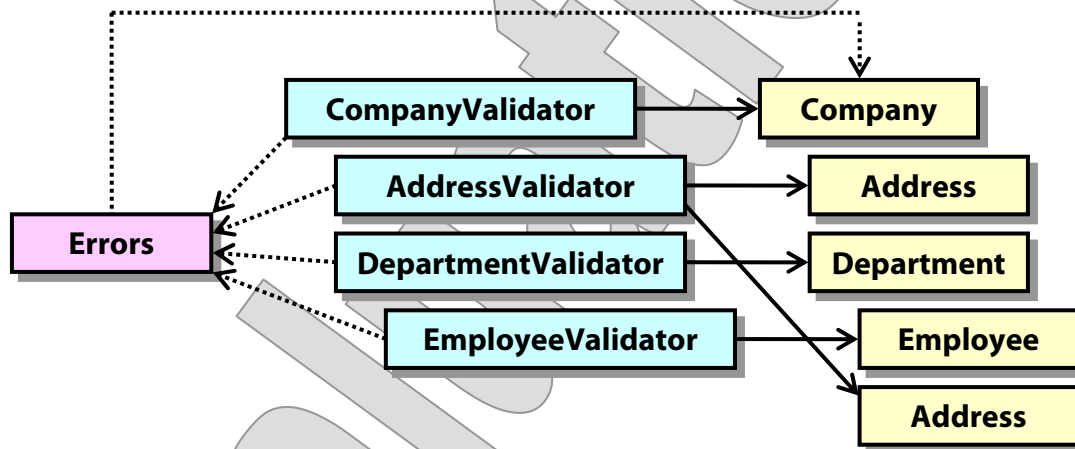 CompanyValidator
Company
AddressValidator
Address
Errors
DepartmentValidator
Department
EmployeeValidator
Employee
Address